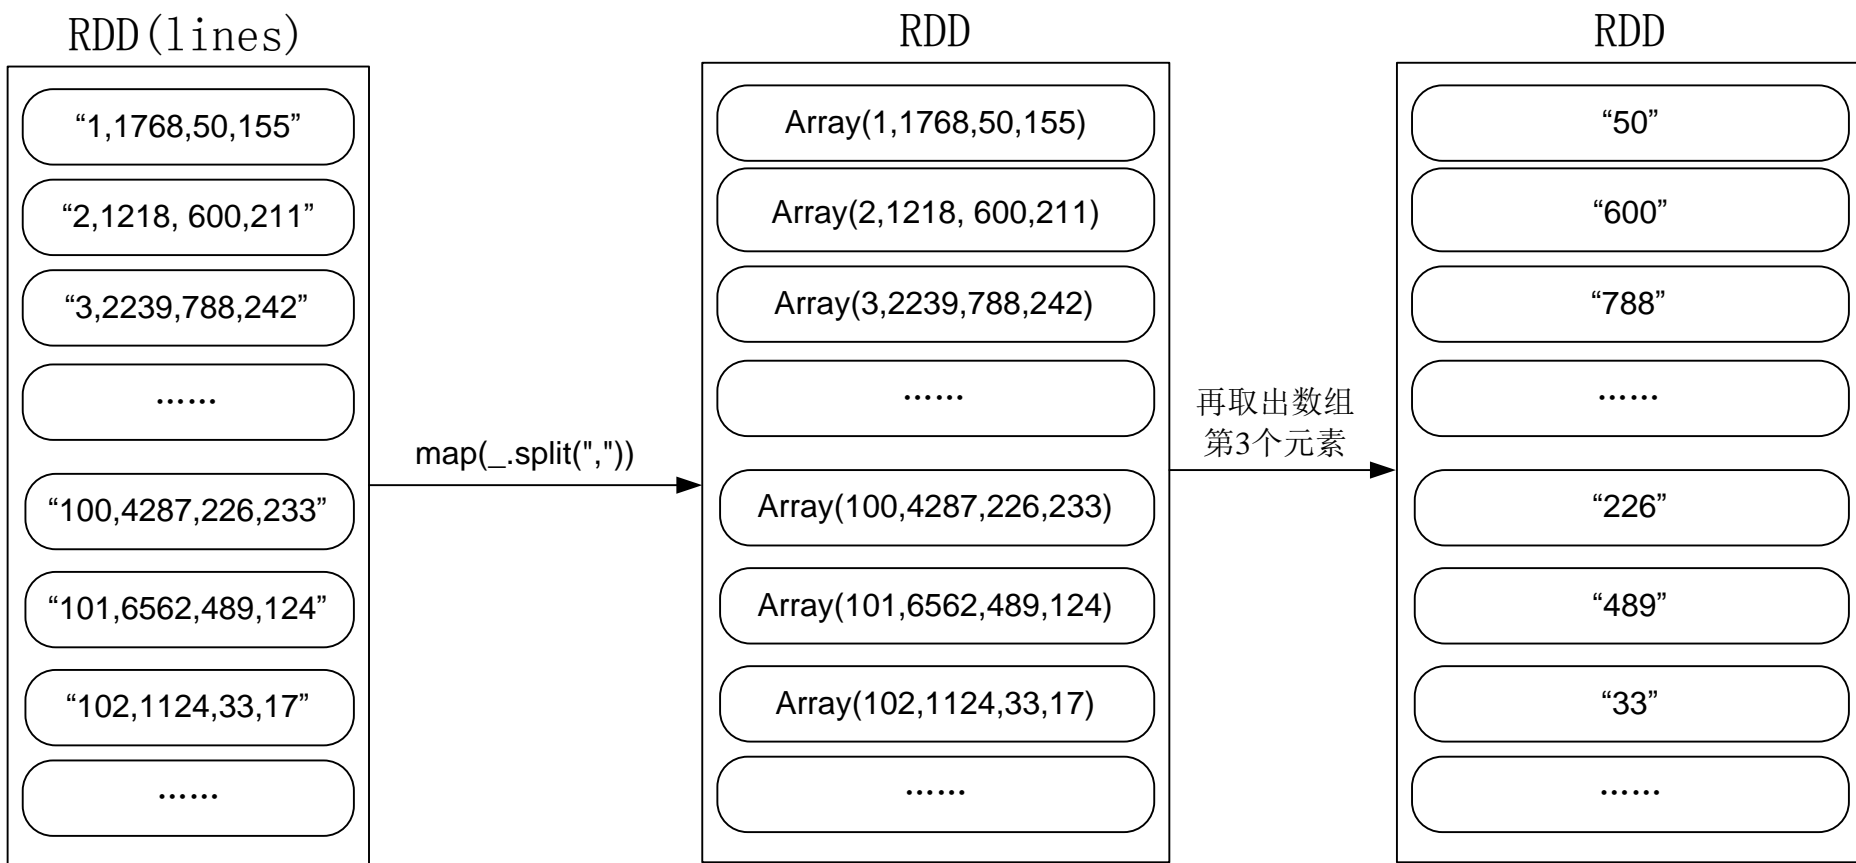 RDD(lines)
“1,1768,50,155”
“2,1218, 600,211”
“3,2239,788,242”
······
“100,4287,226,233”
“101,6562,489,124”
“102,1124,33,17”
······
map(_.split(","))
RDD
Array(1,1768,50,155)
Array(2,1218, 600,211)
Array(3,2239,788,242)
······
Array(100,4287,226,233)
Array(101,6562,489,124)
Array(102,1124,33,17)
······
再取出数组
第3个元素
RDD
“50”
“600”
“788”
······
“226”
“489”
“33”
······